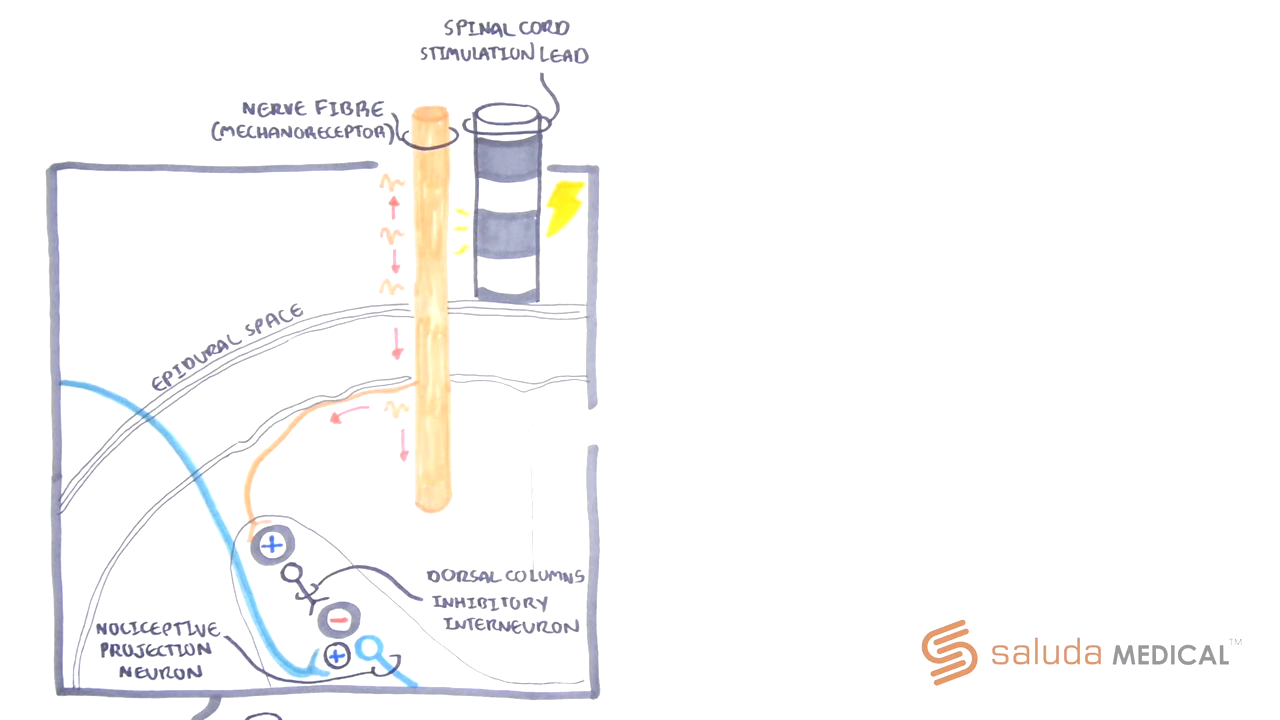 SPINAL CORD
STIMULATION LEAD
NERVE FIBRE
(MECHANORECEPTOR)
EPIDURAL SPACE
DORSAL COLUMNS
INHIBITORY
INTERNEURON
NOCICEPTIVE
PROJECTION
NEURON
saluda MEDICAL™